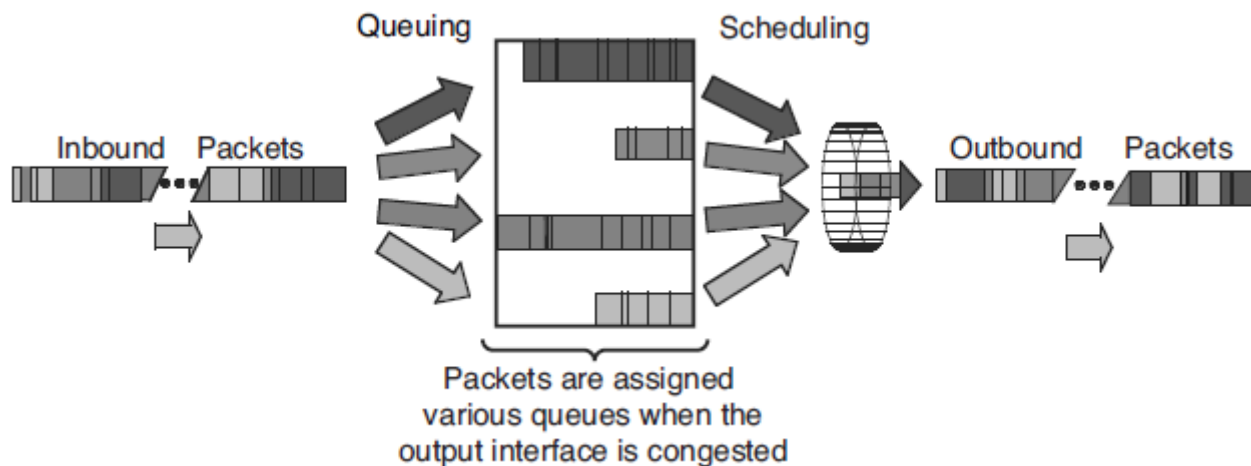 Queuing
Scheduling
Inbound Packets
Outbound Packets
Packets are assigned
various queues when the
output interface is congested